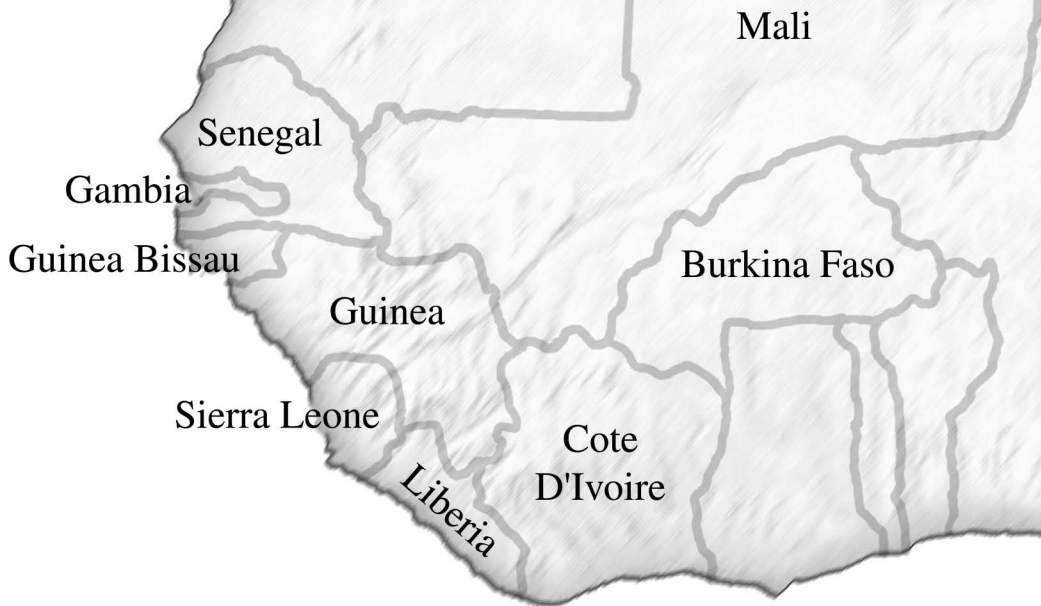 Mali
Senegal
Gambia
Guinea Bissau
Burkina Faso
Guinea
Sierra Leone
Cote
D'Ivoire
Liberia